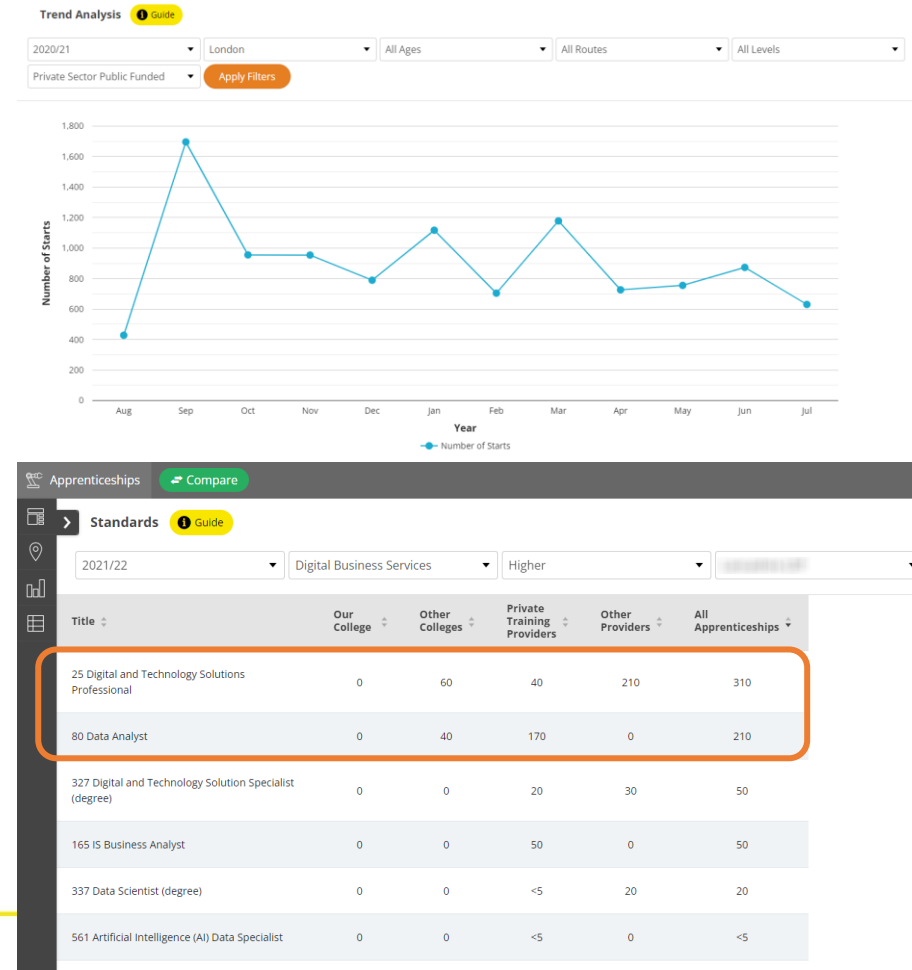 Trend Analysis Guide
2020/21 London All Ages All Routes All Levels
Private Sector Public Funded Apply Filters
1,800
1,600
1,400
1,200
1,000
800
600
400
200
0
Number of Starts
Aug Sep Oct Nov Dec Jan Feb Mar Apr May Jun Jul
Year
Number of Starts
Apprenticeships Compare
Standards Guide
2021/22 Digital Business Services Higher
Title Our College Other Colleges Private Training Providers Other Providers All Apprenticeships
25 Digital and Technology Solutions
Professional 0 60 40 210 310
80 Data Analyst 0 40 170 0 210
327 Digital and Technology Solution Specialist
(degree) 0 0 20 30 50
165 IS Business Analyst 0 0 50 0 50
337 Data Scientist (degree) 0 0 <5 20 20
561 Artificial Intelligence (AI) Data Specialist 0 0 <5 0 <5